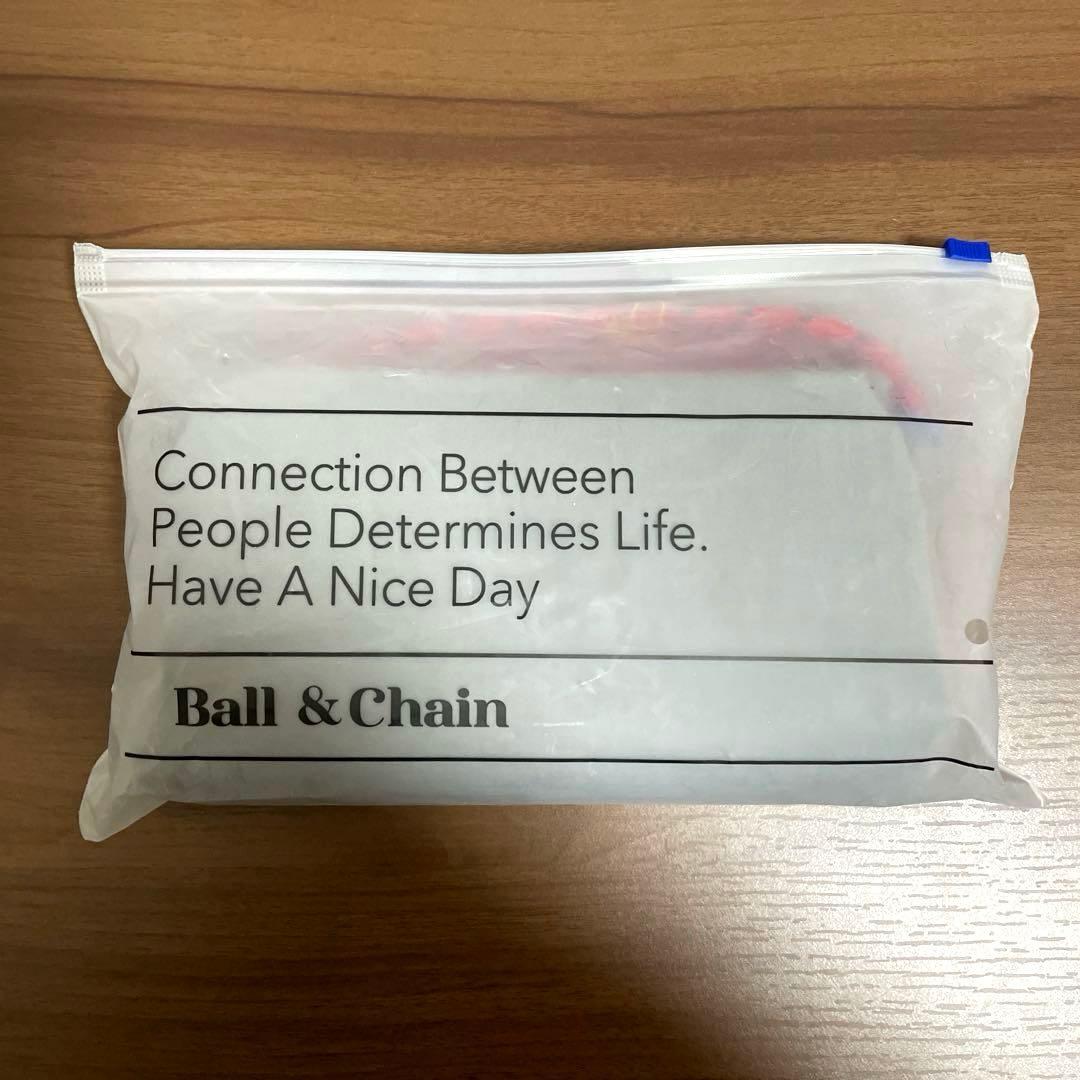 Connection Between
People Determines Life.
Have A Nice Day
Ball & Chain